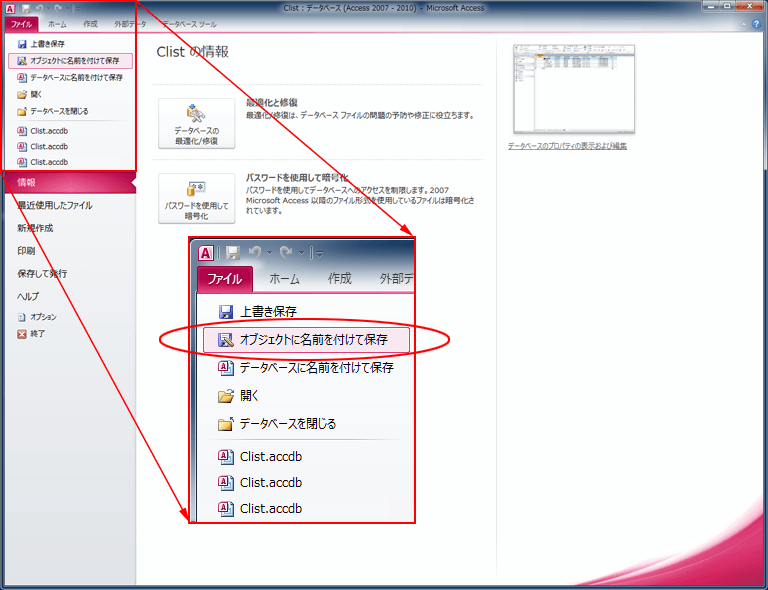 Clist : データベース (Access 2007 - 2010) - Microsoft Access
ファイル ホーム 作成 外部データ データベース ツール
上書き保存
オブジェクトに名前を付けて保存
データベースに名前を付けて保存
開く
データベースを閉じる
Clist.accdb
Clist.accdb
Clist.accdb
情報
最近使用したファイル
新規作成
印刷
保存して発行
ヘルプ
オプション
終了
Clist の情報
データベースの
最適化/修復
最適化と修復
最適化/修復は、データベース ファイルの問題の予防や修正に役立ちます。
パスワードを使用して
暗号化
パスワードを使用して暗号化
パスワードを使用してデータベースへのアクセスを制限します。2007
Microsoft Access 以降のファイル形式を使用しているファイルは暗号化さ
れています。
データベースのプロパティの表示および編集
ファイル ホーム 作成 外部デ
上書き保存
オブジェクトに名前を付けて保存
データベースに名前を付けて保存
開く
データベースを閉じる
Clist.accdb
Clist.accdb
Clist.accdb